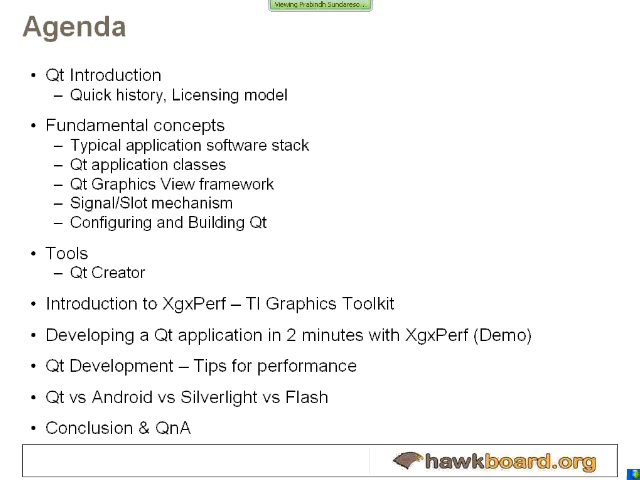 Viewing Prabindh Sundareso...
Agenda
• Qt Introduction
– Quick history, Licensing model
• Fundamental concepts
– Typical application software stack
– Qt application classes
– Qt Graphics View framework
– Signal/Slot mechanism
– Configuring and Building Qt
• Tools
– Qt Creator
• Introduction to XgxPerf – TI Graphics Toolkit
• Developing a Qt application in 2 minutes with XgxPerf (Demo)
• Qt Development – Tips for performance
• Qt vs Android vs Silverlight vs Flash
• Conclusion & QnA
hawkboard.org